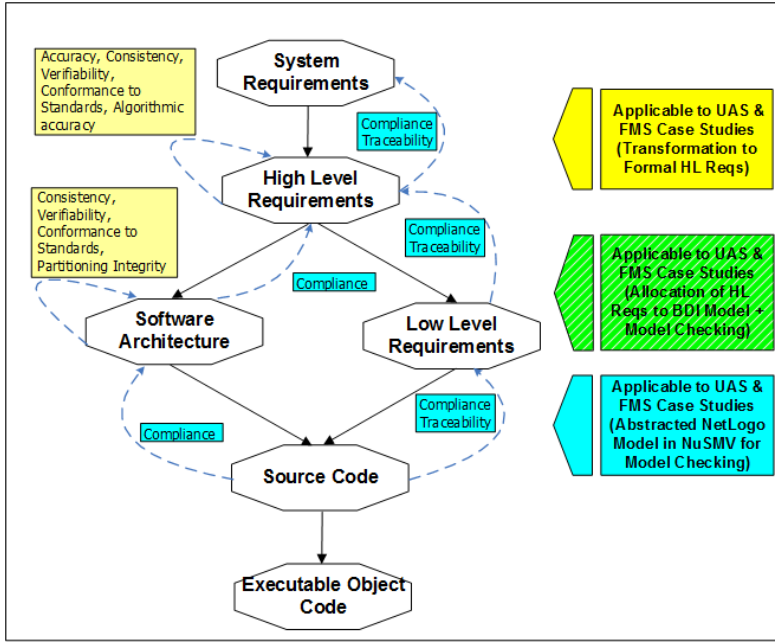 Accuracy, Consistency,
Verifiability,
Conformance to
Standards, Algorithmic
accuracy
System
Requirements
Compliance
Traceability
Applicable to UAS &
FMS Case Studies
(Transformation to
Formal HL Reqs)
High Level
Requirements
Consistency,
Verifiability,
Conformance to
Standards,
Partitioning Integrity
Compliance
Traceability
Compliance
Applicable to UAS &
FMS Case Studies
(Allocation of HL
Reqs to BDI Model +
Model Checking)
Software
Architecture
Low Level
Requirements
Compliance
Compliance
Traceability
Applicable to UAS &
FMS Case Studies
(Abstracted NetLogo
Model in NuSMV for
Model Checking)
Source Code
Executable Object
Code